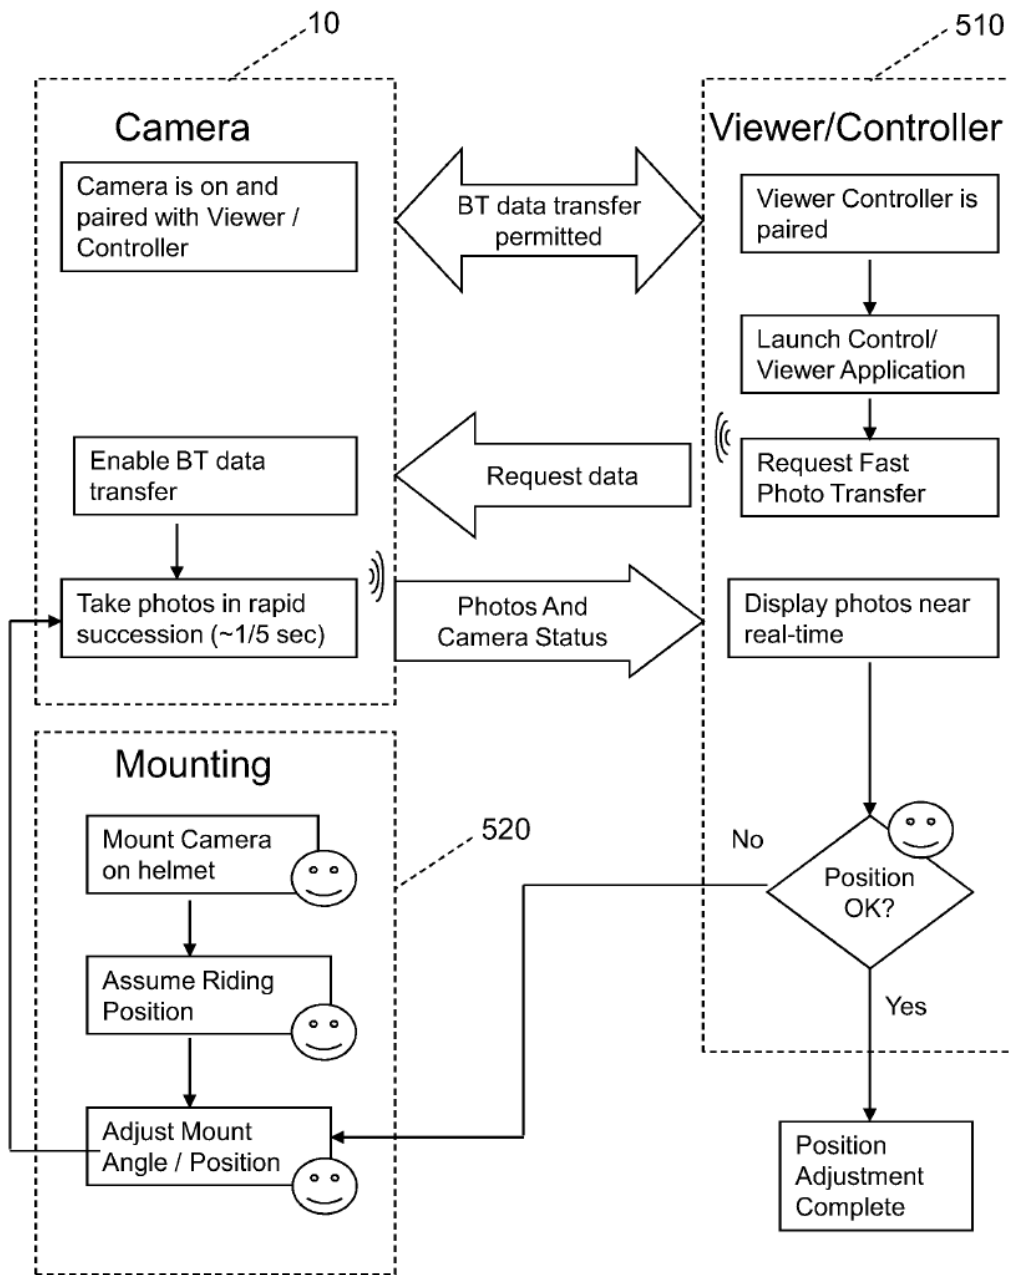 10
510
Camera
Camera is on and
paired with Viewer /
Controller
BT data transfer
permitted
Viewer/Controller
Viewer Controller is
paired
Launch Control/
Viewer Application
Enable BT data
transfer
Request data
Request Fast
Photo Transfer
Take photos in rapid
succession (~1/5 sec)
Photos And
Camera Status
Display photos near
real-time
Mounting
520
Mount Camera
on helmet
No
Position
OK?
Assume Riding
Position
Yes
Adjust Mount
Angle / Position
Position
Adjustment
Complete